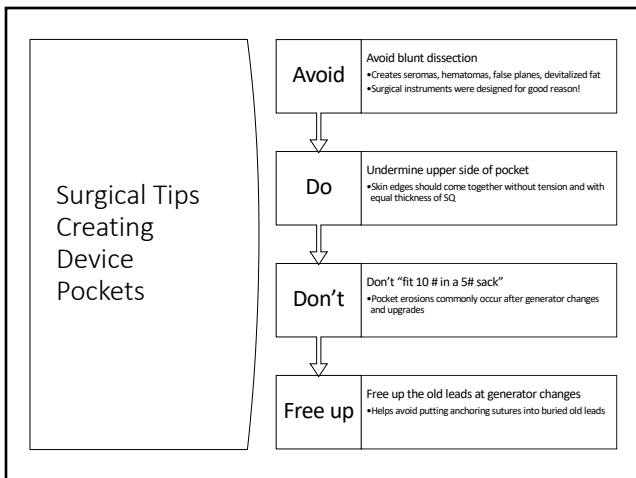 Surgical Tips
Creating
Device
Pockets
Avoid
Avoid blunt dissection
•Creates seromas, hematomas, false planes, devitalized fat
•Surgical instruments were designed for good reason!
Do
Undermine upper side of pocket
•Skin edges should come together without tension and with
equal thickness of SQ
Don’t
Don’t “fit 10 # in a 5# sack”
•Pocket erosions commonly occur after generator changes
and upgrades
Free up
Free up the old leads at generator changes
•Helps avoid putting anchoring sutures into buried old leads